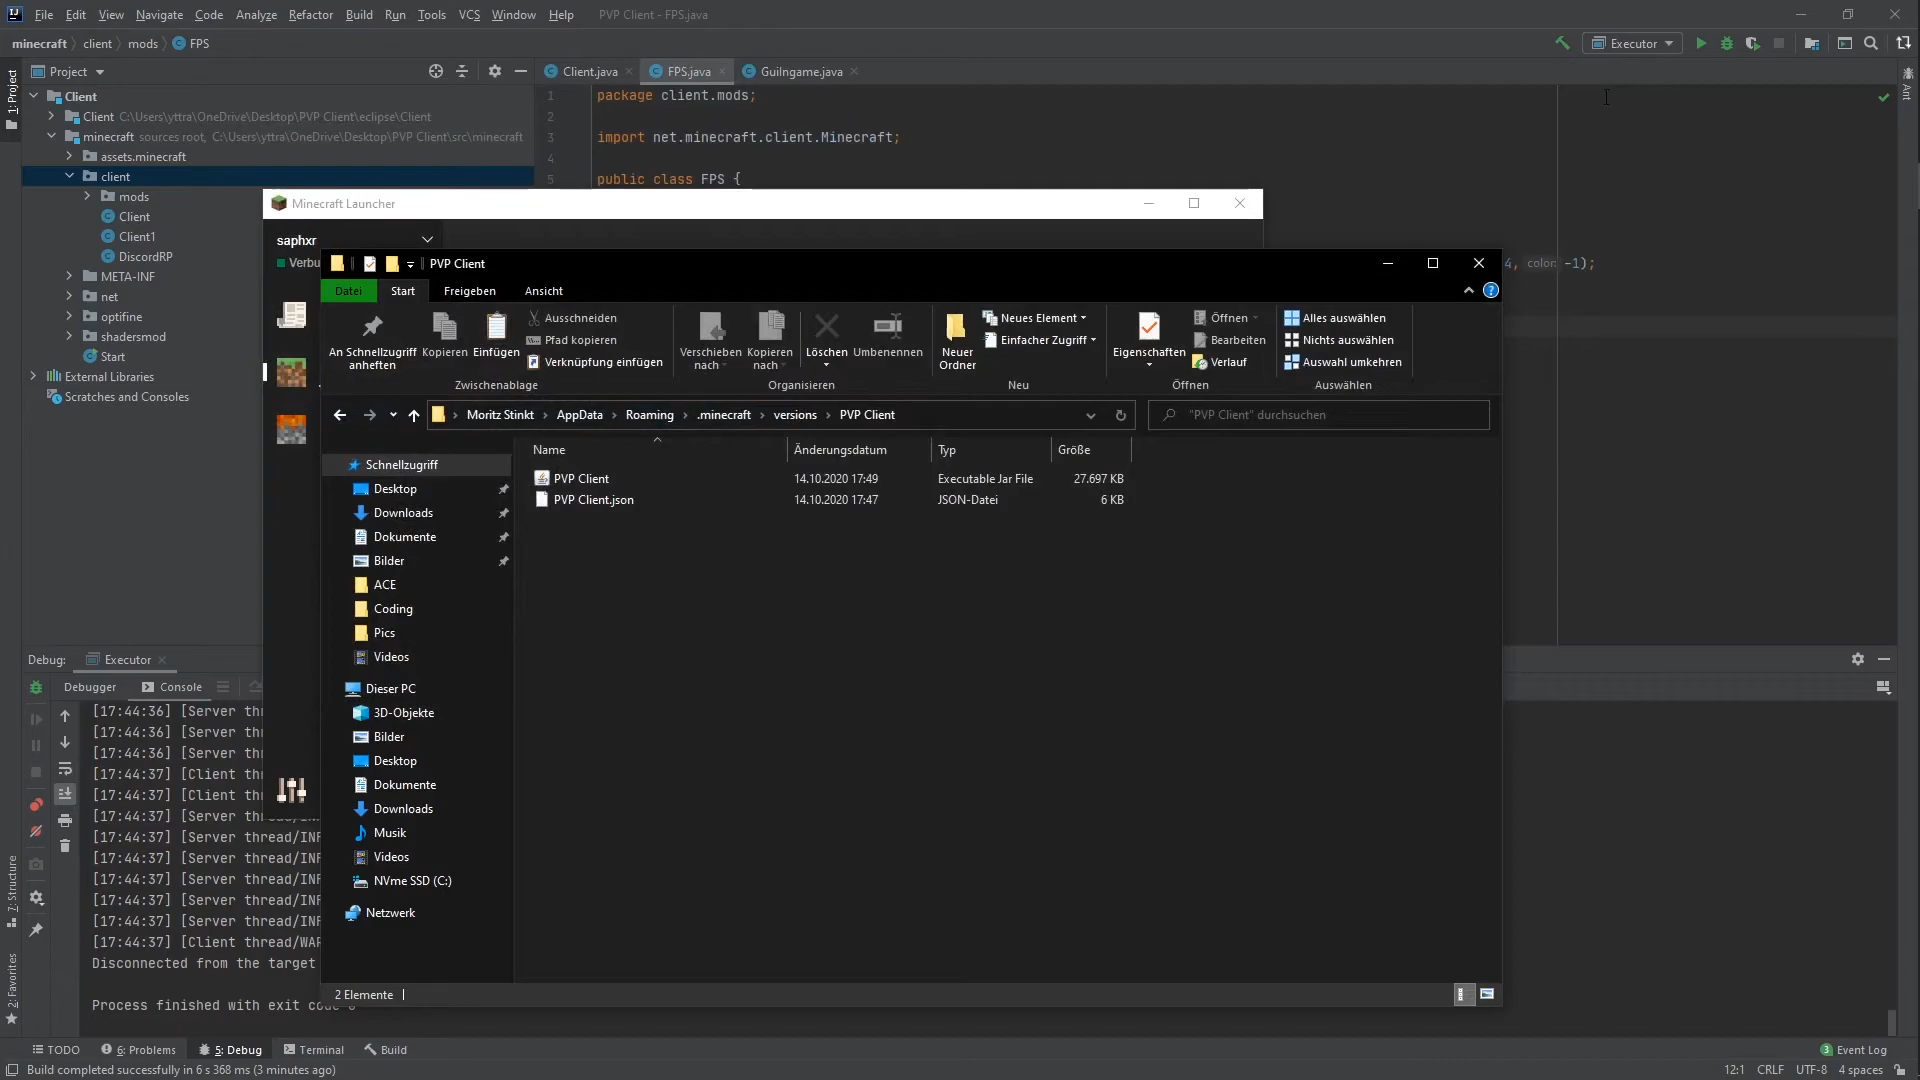 File Edit View Navigate Code Analyze Refactor Build Run Tools VCS Window Help PVP Client - FPS.java
minecraft client mods FPS
Executor
1: Project
Project
Client.java FPS.java GuiIngame.java
Ant
Client
Client C:\Users\yttra\OneDrive\Desktop\PVP Client\eclipse\Client
minecraft sources root, C:\Users\yttra\OneDrive\Desktop\PVP Client\src\minecraft
assets.minecraft
client
mods
Client
Client1
DiscordRP
META-INF
net
optifine
shadersmod
Start
External Libraries
Scratches and Consoles
1 package client.mods;
2
3 import net.minecraft.client.Minecraft;
4
5 public class FPS {
4, color: -1);
Minecraft Launcher
saphxr
Verbu
PVP Client
Datei Start Freigeben Ansicht
An Schnellzugriff anheften
Kopieren
Einfügen
Ausschneiden
Pfad kopieren
Verknüpfung einfügen
Zwischenablage
Verschieben nach
Kopieren nach
Löschen
Umbenennen
Organisieren
Neuer Ordner
Neues Element
Einfacher Zugriff
Neu
Eigenschaften
Öffnen
Bearbeiten
Verlauf
Öffnen
Alles auswählen
Nichts auswählen
Auswahl umkehren
Auswählen
Moritz Stinkt AppData Roaming .minecraft versions PVP Client
"PVP Client" durchsuchen
Name Änderungsdatum Typ Größe
PVP Client 14.10.2020 17:49 Executable Jar File 27.697 KB
PVP Client.json 14.10.2020 17:47 JSON-Datei 6 KB
Schnellzugriff
Desktop
Downloads
Dokumente
Bilder
ACE
Coding
Pics
Videos
Dieser PC
3D-Objekte
Bilder
Desktop
Dokumente
Downloads
Musik
Videos
NVme SSD (C:)
Netzwerk
2 Elemente
Debug: Executor
Debugger Console
[17:44:36] [Server thr
[17:44:36] [Server thr
[17:44:36] [Server thr
[17:44:37] [Client thr
[17:44:37] [Client thr
[17:44:37] [Server thread/INF
[17:44:37] [Server thread/INF
[17:44:37] [Server thread/INF
[17:44:37] [Server thread/INF
[17:44:37] [Server thread/INF
[17:44:37] [Server thread/INF
[17:44:37] [Client thread/WAR
Disconnected from the target
Process finished with exit co
7: Structure
2: Favorites
TODO 6: Problems 5: Debug Terminal Build
3 Event Log
Build completed successfully in 6 s 368 ms (3 minutes ago)
12:1 CRLF UTF-8 4 spaces